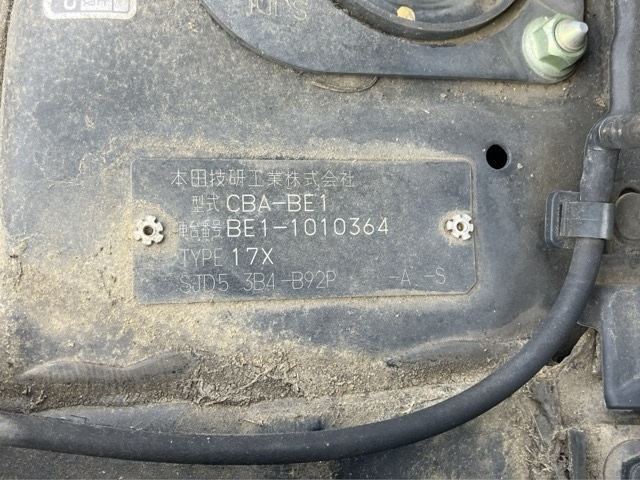 本田技研工業株式会社
型式 CBA-BE1
車台番号 BE1-1010364
TYPE 17X
SJD5 3B4-B92P -A -S